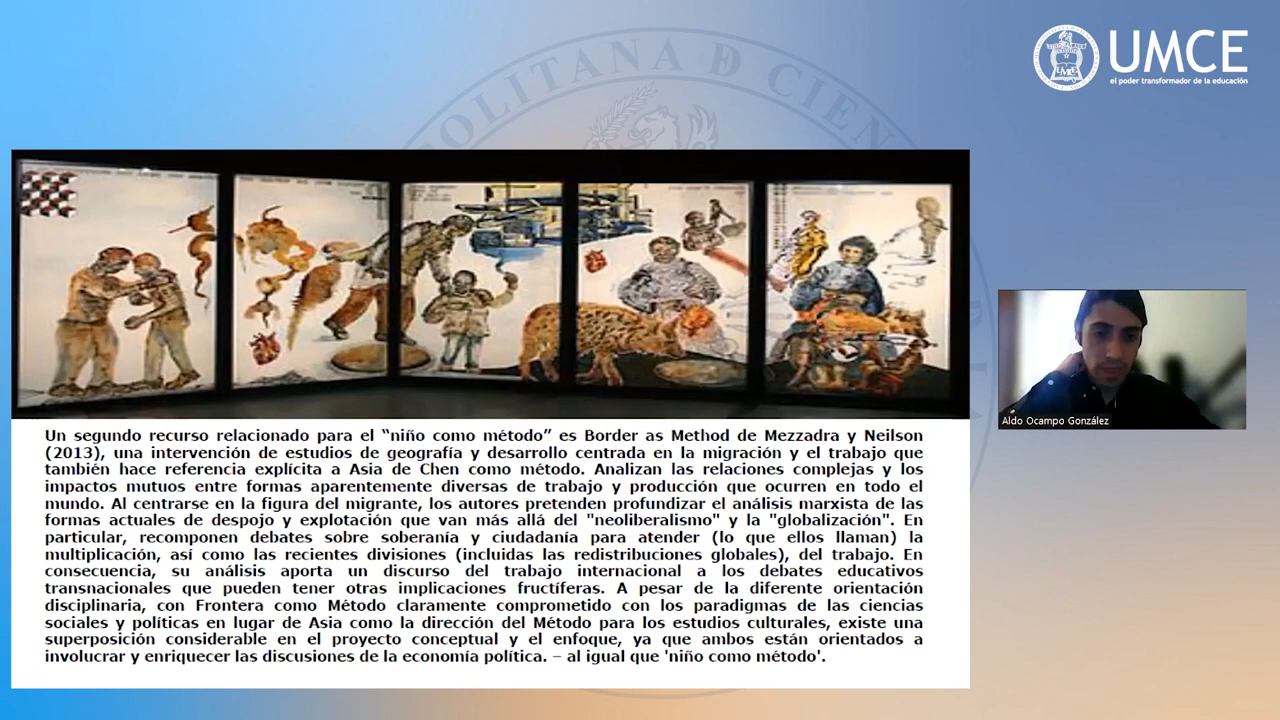 UMCE
el poder transformador de la educación
OLITANA D CIEN
Un segundo recurso relacionado para el “niño como método” es Border as Method de Mezzadra y Neilson
(2013), una intervención de estudios de geografía y desarrollo centrada en la migración y el trabajo que
también hace referencia explícita a Asia de Chen como método. Analizan las relaciones complejas y los
impactos mutuos entre formas aparentemente diversas de trabajo y producción que ocurren en todo el
mundo. Al centrarse en la figura del migrante, los autores pretenden profundizar el análisis marxista de las
formas actuales de despojo y explotación que van más allá del "neoliberalismo" y la "globalización". En
particular, recomponen debates sobre soberanía y ciudadanía para atender (lo que ellos llaman) la
multiplicación, así como las recientes divisiones (incluidas las redistribuciones globales), del trabajo. En
consecuencia, su análisis aporta un discurso del trabajo internacional a los debates educativos
transnacionales que pueden tener otras implicaciones fructíferas. A pesar de la diferente orientación
disciplinaria, con Frontera como Método claramente comprometido con los paradigmas de las ciencias
sociales y políticas en lugar de Asia como la dirección del Método para los estudios culturales, existe una
superposición considerable en el proyecto conceptual y el enfoque, ya que ambos están orientados a
involucrar y enriquecer las discusiones de la economía política. – al igual que 'niño como método'.
Aldo Ocampo González